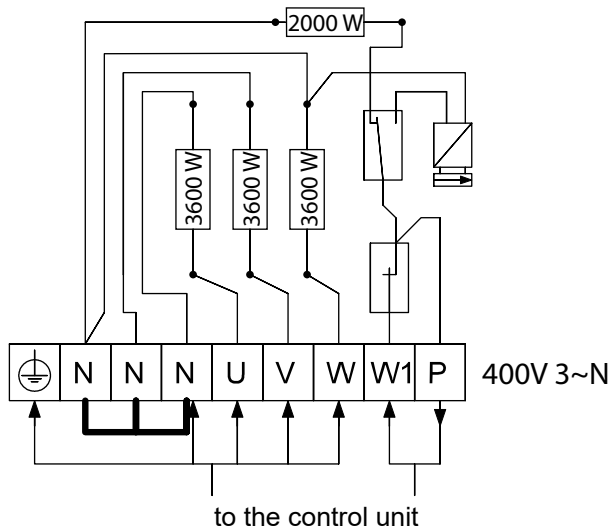 2000 W
3600 W
3600 W
3600 W
N N N U V W W1 P 400V 3~N
to the control unit